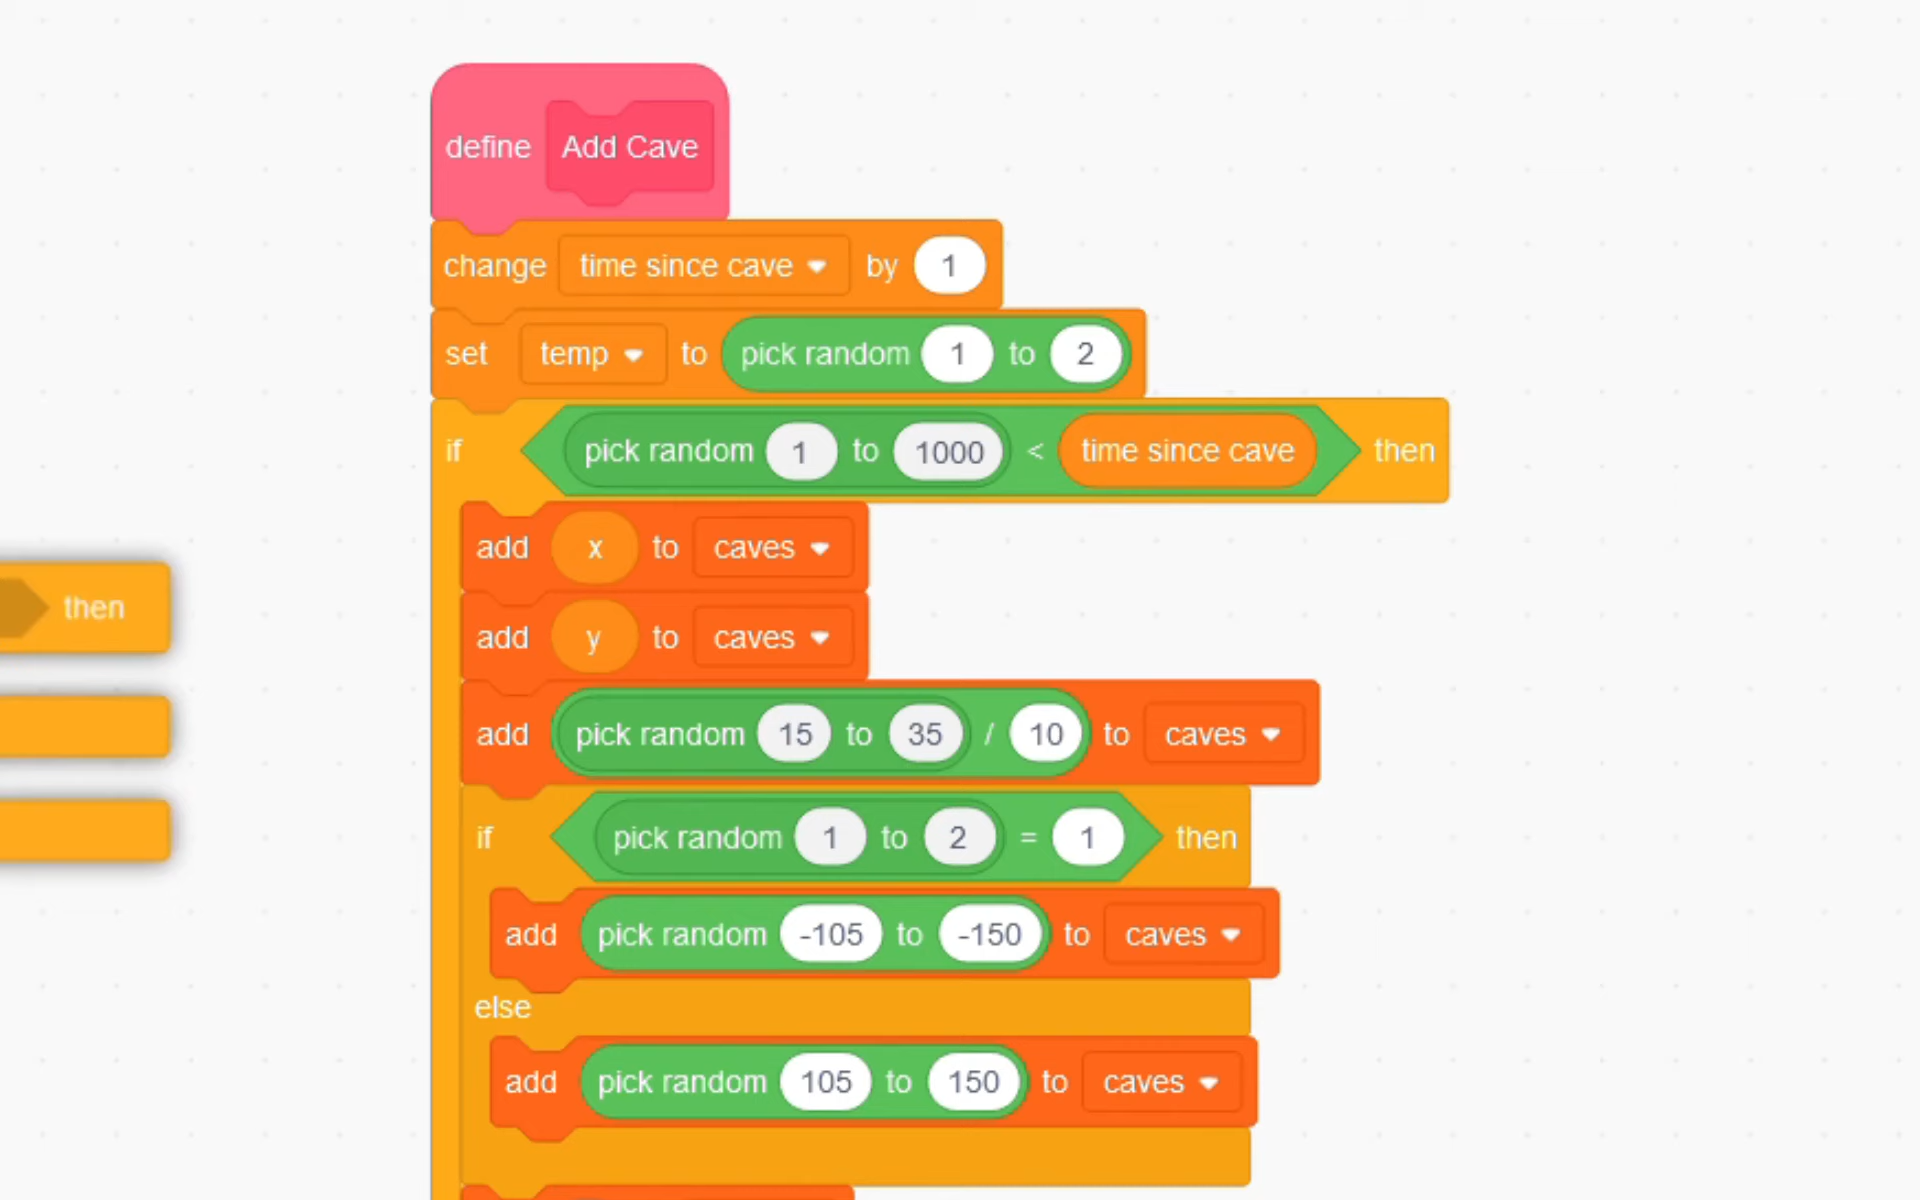 define Add Cave
change time since cave by 1
set temp to pick random 1 to 2
if pick random 1 to 1000 < time since cave then
add x to caves
then
add y to caves
add pick random 15 to 35 / 10 to caves
if pick random 1 to 2 = 1 then
add pick random -105 to -150 to caves
else
add pick random 105 to 150 to caves